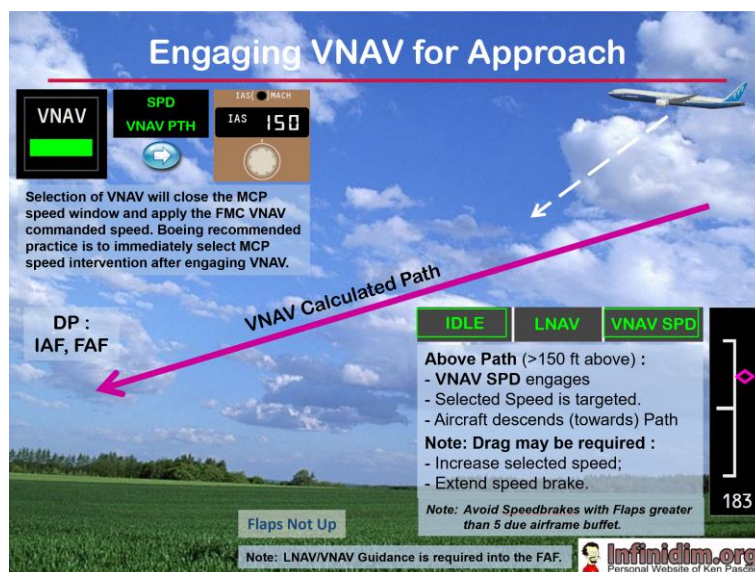 Engaging VNAV for Approach
VNAV
SPD
VNAV PTH
IAS MACH
IAS 150
Selection of VNAV will close the MCP
speed window and apply the FMC VNAV
commanded speed. Boeing recommended
practice is to immediately select MCP
speed intervention after engaging VNAV.
VNAV Calculated Path
DP :
IAF, FAF
IDLE LNAV VNAV SPD
Above Path (>150 ft above) :
- VNAV SPD engages
- Selected Speed is targeted.
- Aircraft descends (towards) Path
Note: Drag may be required :
- Increase selected speed;
- Extend speed brake.
Note: Avoid Speedbrakes with Flaps greater
than 5 due airframe buffet.
183
Flaps Not Up
Note: LNAV/VNAV Guidance is required into the FAF.
Infinidim.org
Personal Website of Ken Pascoe